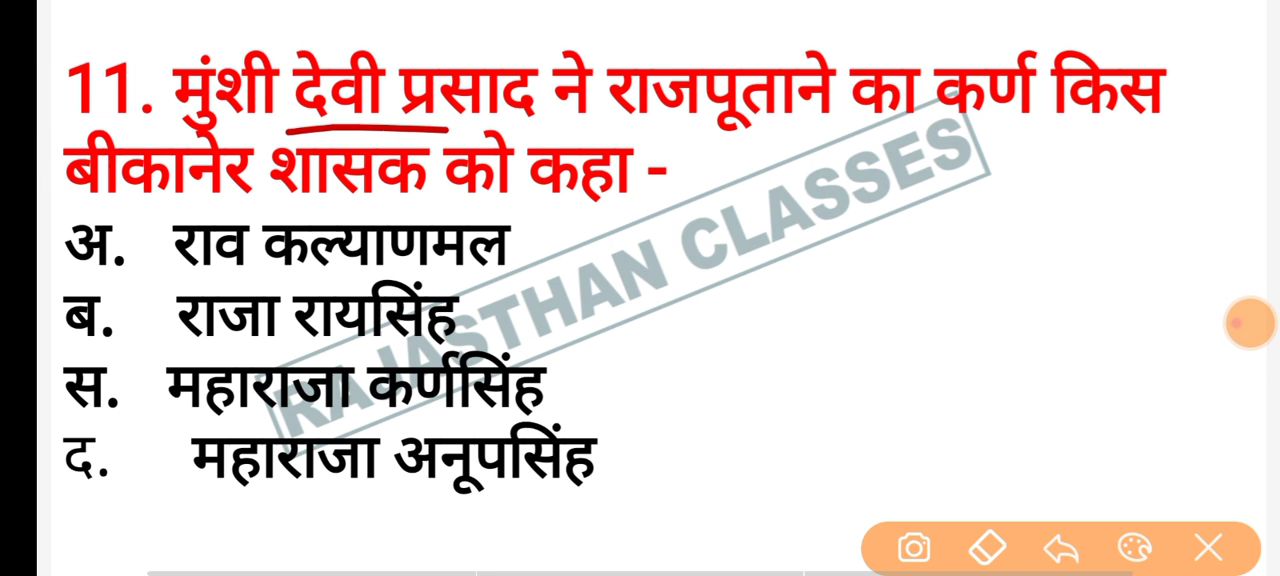 11. मुंशी देवी प्रसाद ने राजपूताने का कर्ण किस
बीकानेर शासक को कहा -
अ. राव कल्याणमल
ब. राजा रायसिंह
स. महाराजा कर्णसिंह
द. महाराजा अनूपसिंह
RAJASTHAN CLASSES